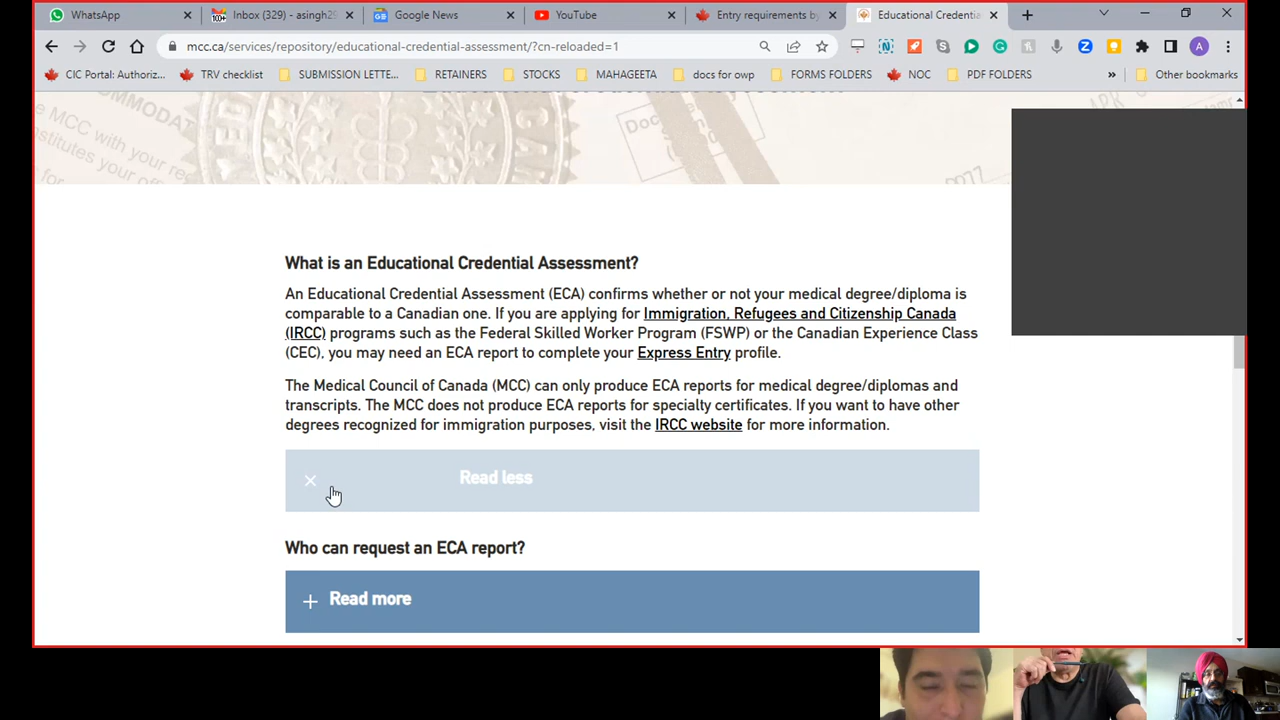 WhatsApp
100+ Inbox (329) - asingh29
Google News
YouTube
Entry requirements by
Educational Credentia
mcc.ca/services/repository/educational-credential-assessment/?cn-reloaded=1
A
CIC Portal: Authoriz...
TRV checklist
SUBMISSION LETTE...
RETAINERS
STOCKS
MAHAGEETA
docs for owp
FORMS FOLDERS
NOC
PDF FOLDERS
»
Other bookmarks
What is an Educational Credential Assessment?
An Educational Credential Assessment (ECA) confirms whether or not your medical degree/diploma is
comparable to a Canadian one. If you are applying for Immigration, Refugees and Citizenship Canada
(IRCC) programs such as the Federal Skilled Worker Program (FSWP) or the Canadian Experience Class
(CEC), you may need an ECA report to complete your Express Entry profile.
The Medical Council of Canada (MCC) can only produce ECA reports for medical degree/diplomas and
transcripts. The MCC does not produce ECA reports for specialty certificates. If you want to have other
degrees recognized for immigration purposes, visit the IRCC website for more information.
Read less
Who can request an ECA report?
Read more